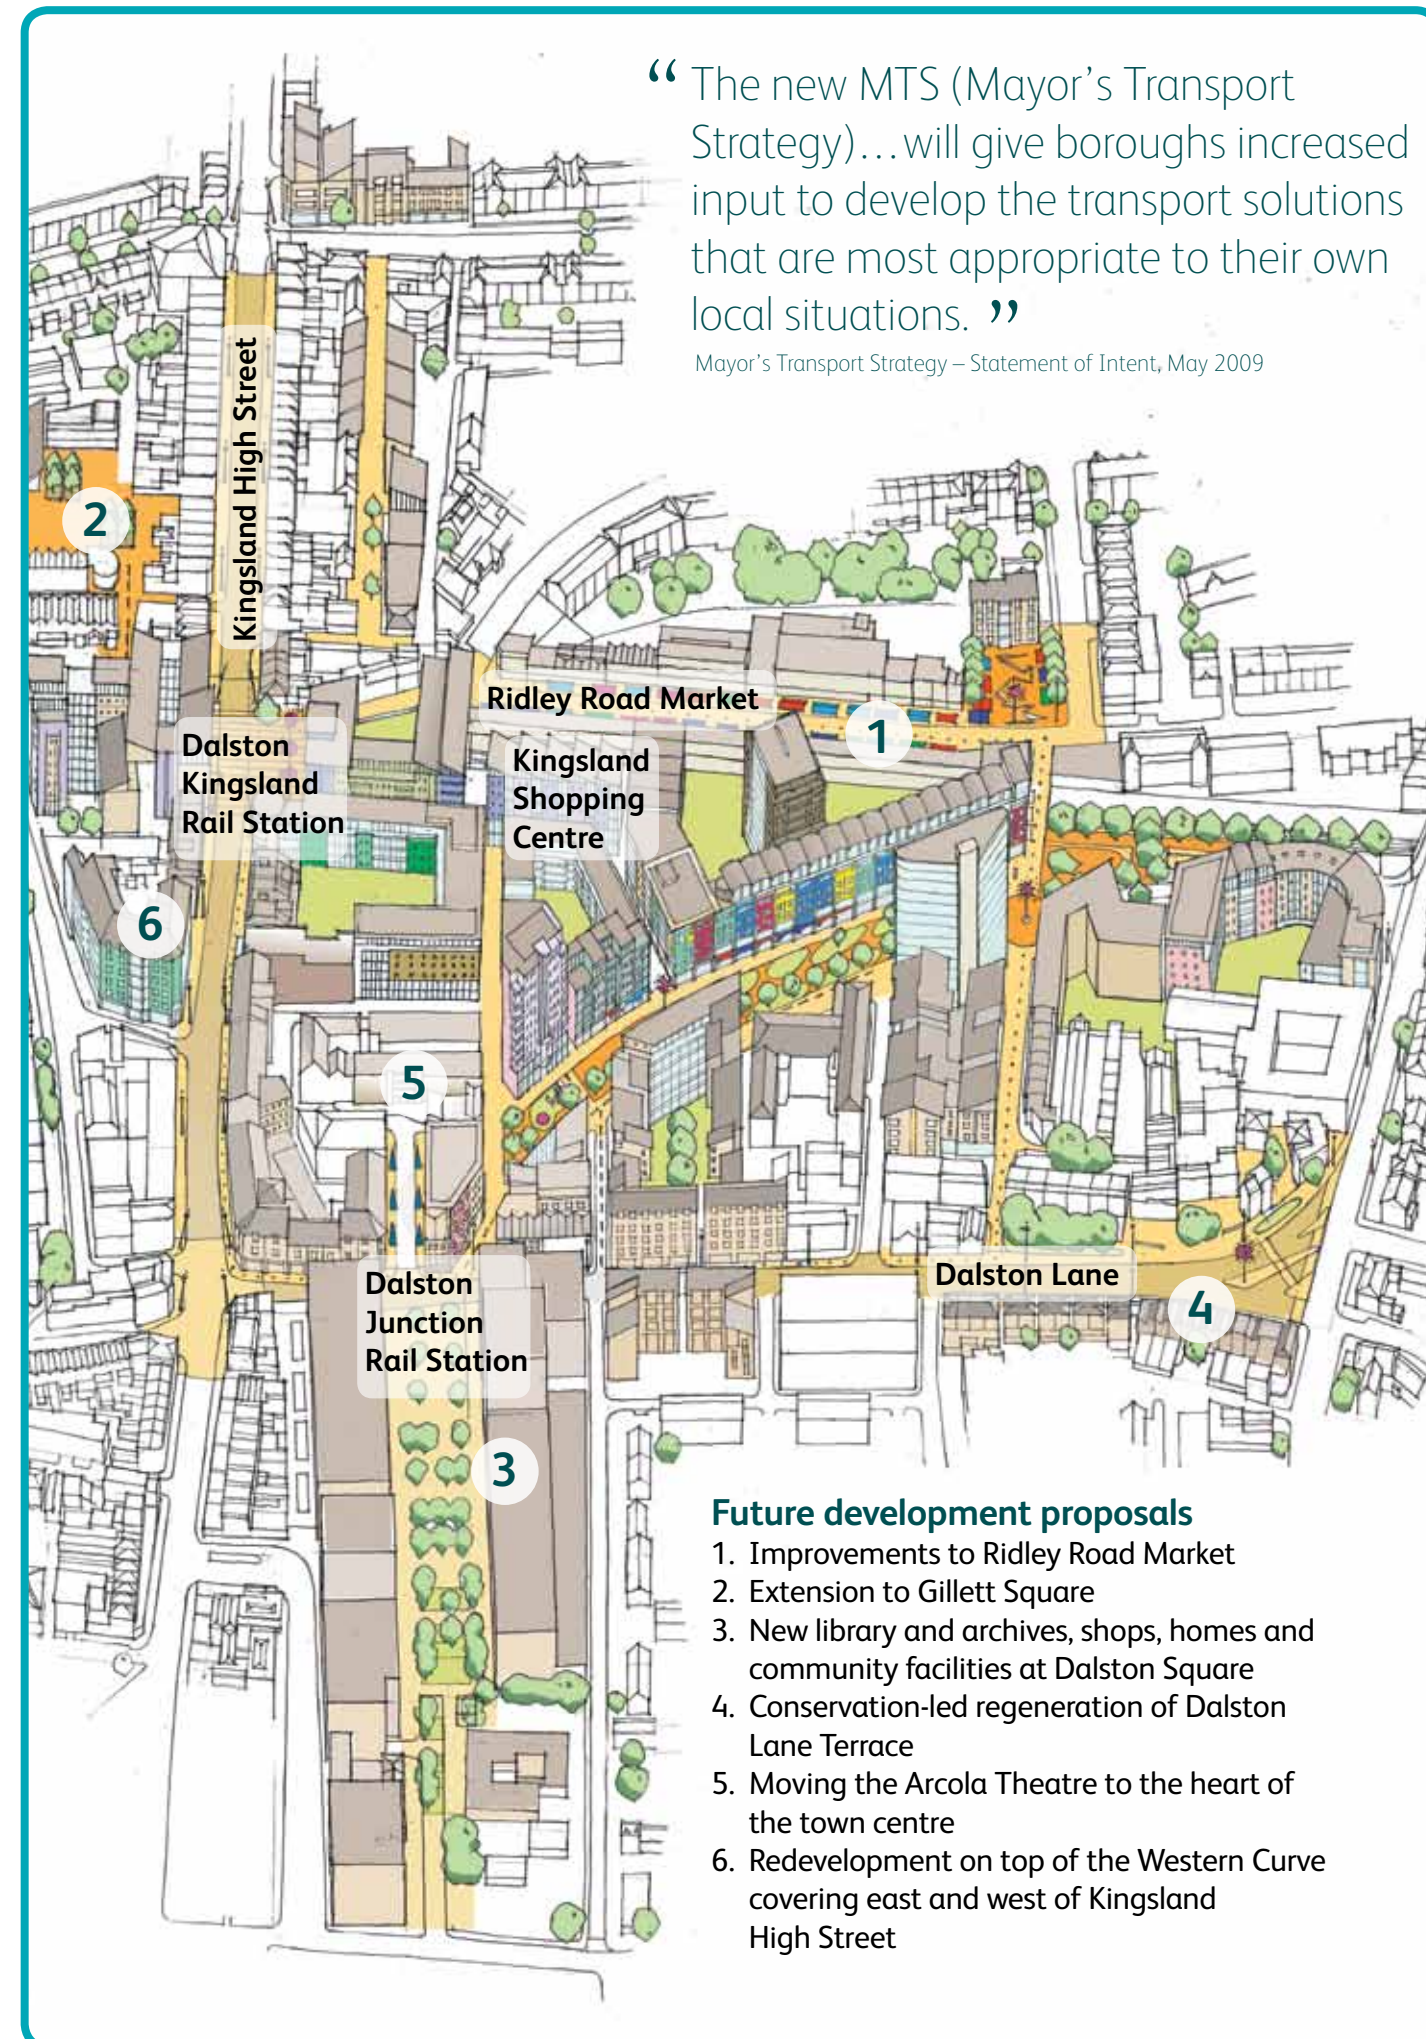 “ The new MTS (Mayor’s Transport
Strategy)…will give boroughs increased
input to develop the transport solutions
that are most appropriate to their own
local situations. ”
Mayor’s Transport Strategy – Statement of Intent, May 2009
Kingsland High Street
2
Ridley Road Market
1
Dalston
Kingsland
Rail Station
Kingsland
Shopping
Centre
6
5
Dalston Lane
4
Dalston
Junction
Rail Station
3
Future development proposals
1. Improvements to Ridley Road Market
2. Extension to Gillett Square
3. New library and archives, shops, homes and
community facilities at Dalston Square
4. Conservation-led regeneration of Dalston
Lane Terrace
5. Moving the Arcola Theatre to the heart of
the town centre
6. Redevelopment on top of the Western Curve
covering east and west of Kingsland
High Street